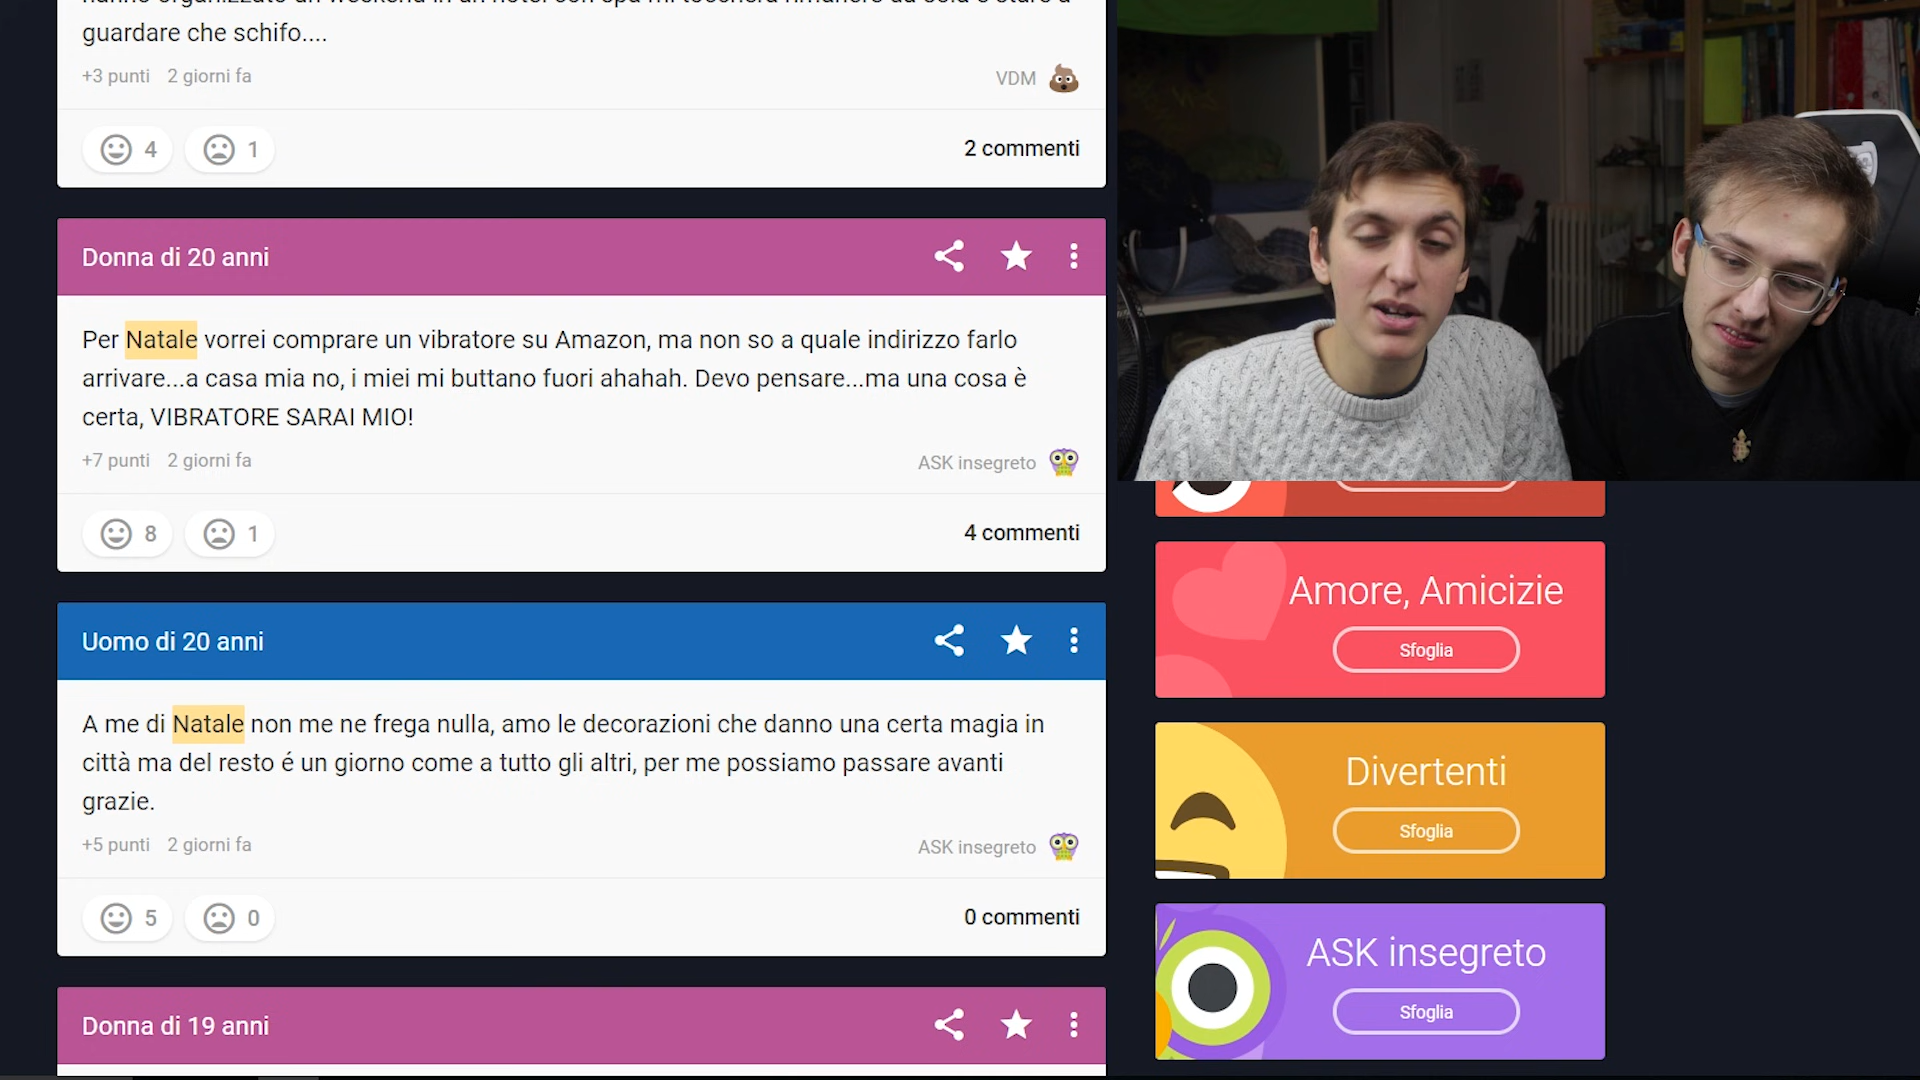 guardare che schifo....
+3 punti 2 giorni fa
VDM
4 1
2 commenti
Donna di 20 anni
Per Natale vorrei comprare un vibratore su Amazon, ma non so a quale indirizzo farlo
arrivare...a casa mia no, i miei mi buttano fuori ahahah. Devo pensare...ma una cosa è
certa, VIBRATORE SARAI MIO!
+7 punti 2 giorni fa
ASK insegreto
8 1
4 commenti
Uomo di 20 anni
A me di Natale non me ne frega nulla, amo le decorazioni che danno una certa magia in
città ma del resto é un giorno come a tutto gli altri, per me possiamo passare avanti
grazie.
+5 punti 2 giorni fa
ASK insegreto
5 0
0 commenti
Donna di 19 anni
Amore, Amicizie
Sfoglia
Divertenti
Sfoglia
ASK insegreto
Sfoglia